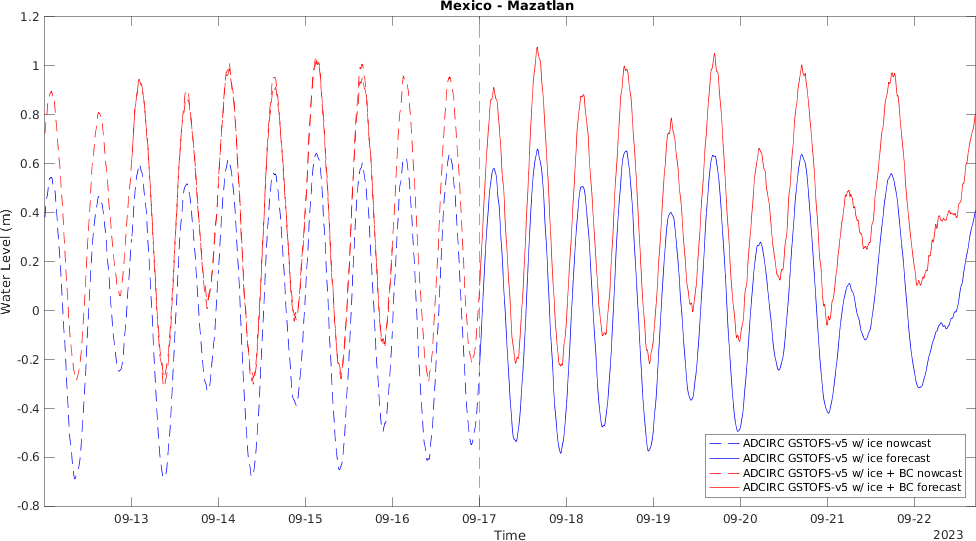 Mexico - Mazatlan
1.2
1
0.8
0.6
0.4
0.2
0
-0.2
-0.4
-0.6
-0.8
Water Level (m)
ADCIRC GSTOFS-v5 w/ ice nowcast
ADCIRC GSTOFS-v5 w/ ice forecast
ADCIRC GSTOFS-v5 w/ ice + BC nowcast
ADCIRC GSTOFS-v5 w/ ice + BC forecast
09-13 09-14 09-15 09-16 09-17 09-18 09-19 09-20 09-21 09-22
Time
2023